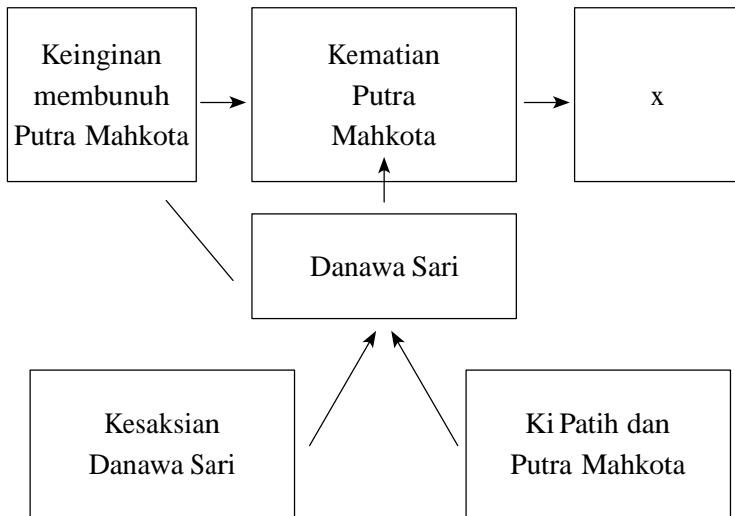 Keinginan
membunuh
Putra Mahkota
Kematian
Putra
Mahkota
x
Danawa Sari
Kesaksian
Danawa Sari
Ki Patih dan
Putra Mahkota